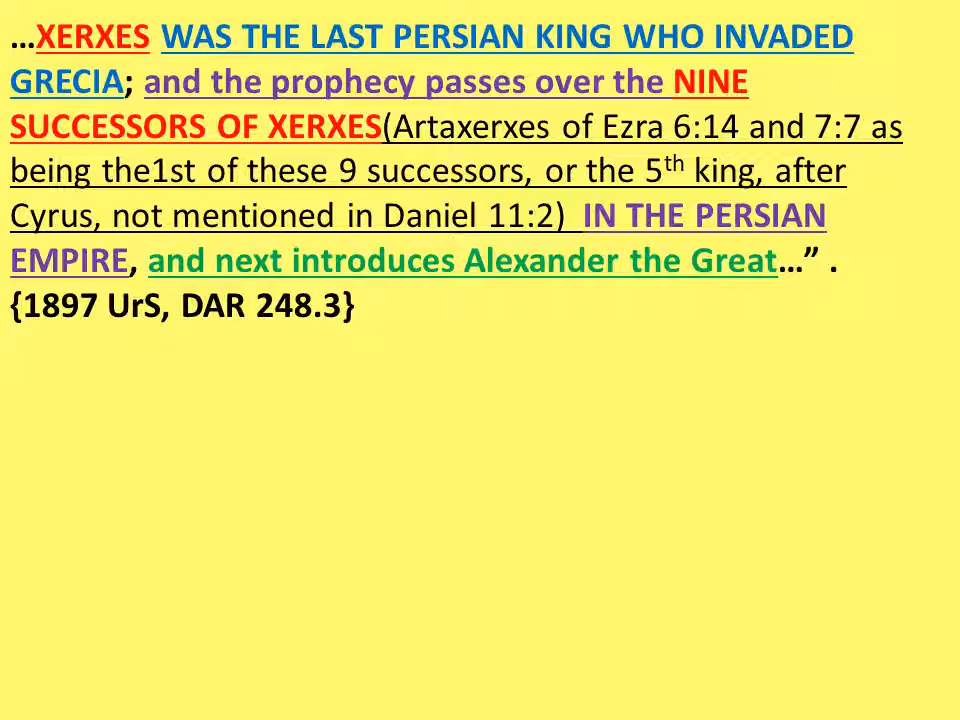 …XERXES WAS THE LAST PERSIAN KING WHO INVADED
GRECIA; and the prophecy passes over the NINE
SUCCESSORS OF XERXES(Artaxerxes of Ezra 6:14 and 7:7 as
being the1st of these 9 successors, or the 5th king, after
Cyrus, not mentioned in Daniel 11:2)  IN THE PERSIAN
EMPIRE, and next introduces Alexander the Great…” .
{1897 UrS, DAR 248.3}